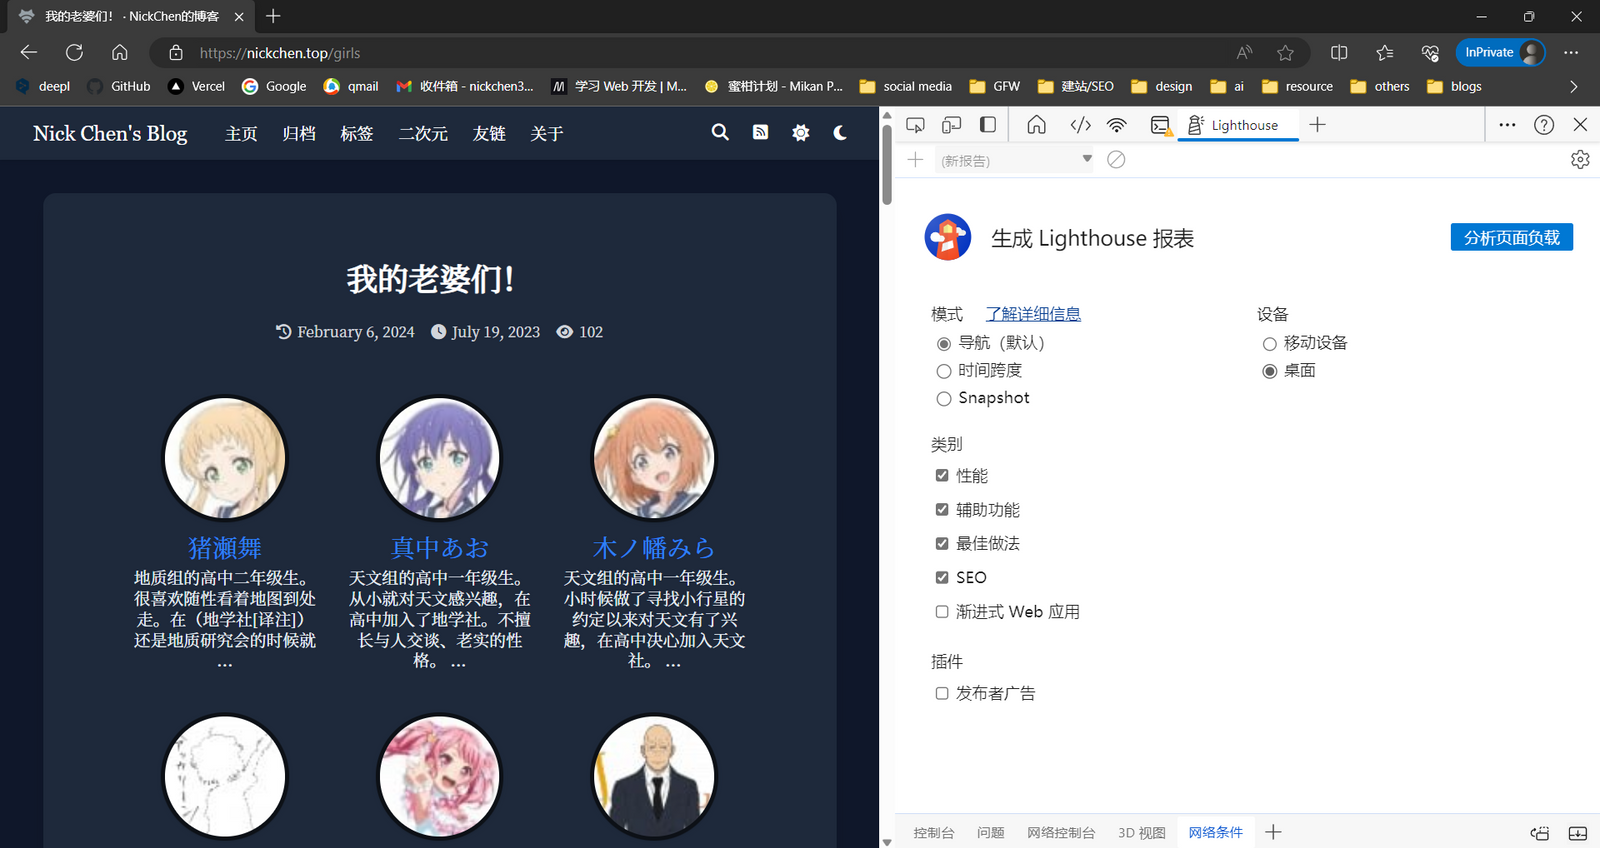 我的老婆们！ · NickChen的博客
https://nickchen.top/girls
InPrivate
deepl
GitHub
Vercel
Google
qmail
收件箱 - nickchen3...
学习 Web 开发 | M...
蜜柑计划 - Mikan P...
social media
GFW
建站/SEO
design
ai
resource
others
blogs
Nick Chen's Blog
主页
归档
标签
二次元
友链
关于
我的老婆们！
February 6, 2024 July 19, 2023 102
猪瀬舞
地质组的高中二年级生。
很喜欢随性看着地图到处
走。在（地学社[译注]）
还是地质研究会的时候就
...
真中あお
天文组的高中一年级生。
从小就对天文感兴趣，在
高中加入了地学社。不擅
长与人交谈、老实的性
格。 ...
木ノ幡みら
天文组的高中一年级生。
小时候做了寻找小行星的
约定以来对天文有了兴
趣，在高中决心加入天文
社。 ...
Lighthouse
(新报告)
生成 Lighthouse 报表
分析页面负载
模式 了解详细信息
导航（默认）
时间跨度
Snapshot
设备
移动设备
桌面
类别
性能
辅助功能
最佳做法
SEO
渐进式 Web 应用
插件
发布者广告
控制台
问题
网络控制台
3D 视图
网络条件